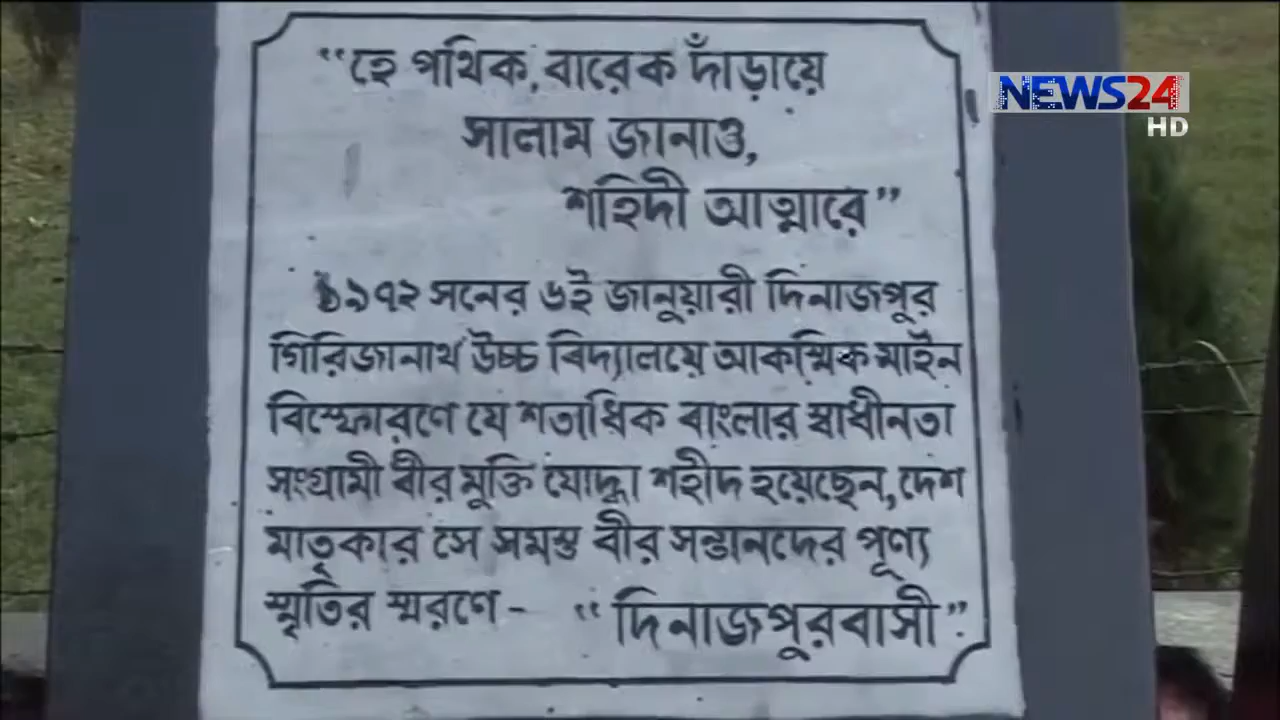 “হে পথিক, বারেক দাঁড়ায়ে
NEWS24
HD
সালাম জানাও,
শহিদী আত্মারে”
১৯৭২ সনের ৬ই জানুয়ারী দিনাজপুর
গিরিজানাথ উচ্চ বিদ্যালয়ে আকস্মিক মাইন
বিস্ফোরণে যে শতাধিক বাংলার স্বাধীনতা
সংগ্রামী বীর মুক্তি যোদ্ধা শহীদ হয়েছেন, দেশ
মাতৃকার সে সমস্ত বীর সন্তানদের পূণ্য
স্মৃতির স্মরণে - “দিনাজপুরবাসী”